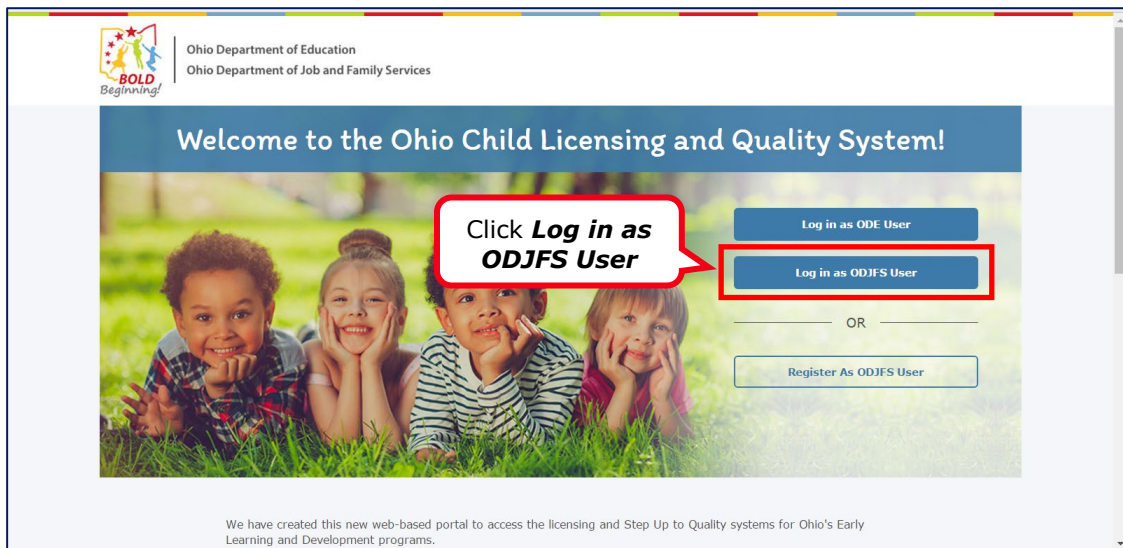 BOLD
Beginning!
Ohio Department of Education
Ohio Department of Job and Family Services
Welcome to the Ohio Child Licensing and Quality System!
Click Log in as
ODJFS User
Log in as ODE User
Log in as ODJFS User
OR
Register As ODJFS User
We have created this new web-based portal to access the licensing and Step Up to Quality systems for Ohio's Early
Learning and Development programs.